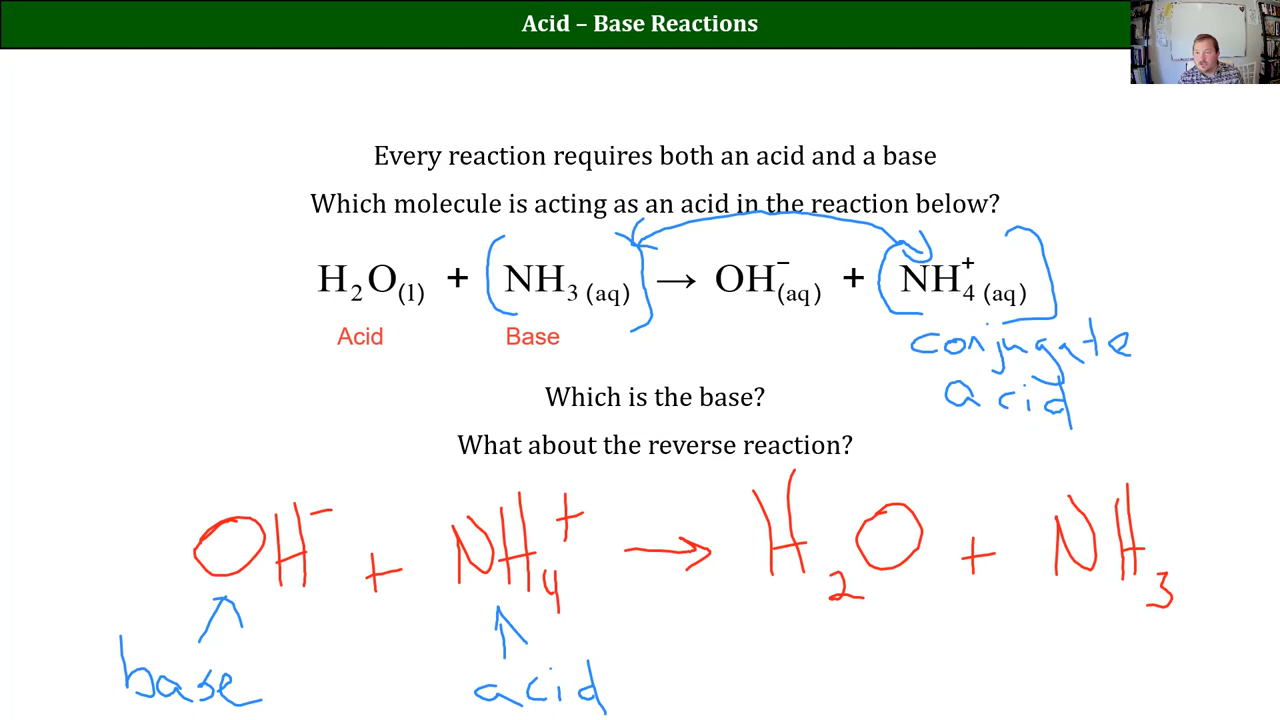 Acid – Base Reactions
Every reaction requires both an acid and a base
Which molecule is acting as an acid in the reaction below?
H₂O(l) + NH₃ (aq) → OH⁻(aq) + NH₄⁺ (aq)
Acid Base
conjugate
acid
Which is the base?
What about the reverse reaction?
OH⁻ + NH₄⁺ → H₂O + NH₃
base acid